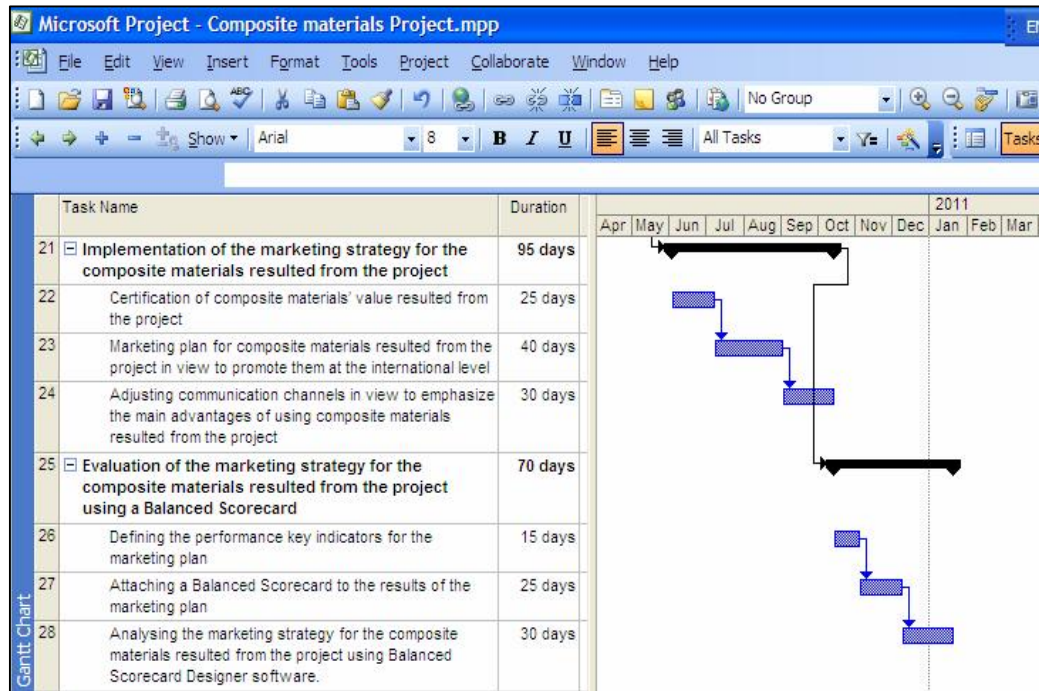 Microsoft Project - Composite materials Project.mpp
EN
File Edit View Insert Format Tools Project Collaborate Window Help
ABC No Group
Show Arial 8 B I U All Tasks Tasks
Task Name Duration 2011
Apr May Jun Jul Aug Sep Oct Nov Dec Jan Feb Mar
21 Implementation of the marketing strategy for the 95 days
composite materials resulted from the project
22 Certification of composite materials' value resulted from 25 days
the project
23 Marketing plan for composite materials resulted from the 40 days
project in view to promote them at the international level
24 Adjusting communication channels in view to emphasize 30 days
the main advantages of using composite materials
resulted from the project
25 Evaluation of the marketing strategy for the 70 days
composite materials resulted from the project
using a Balanced Scorecard
26 Defining the performance key indicators for the 15 days
marketing plan
27 Attaching a Balanced Scorecard to the results of the 25 days
marketing plan
28 Analysing the marketing strategy for the composite 30 days
materials resulted from the project using Balanced
Scorecard Designer software.
Gantt Chart